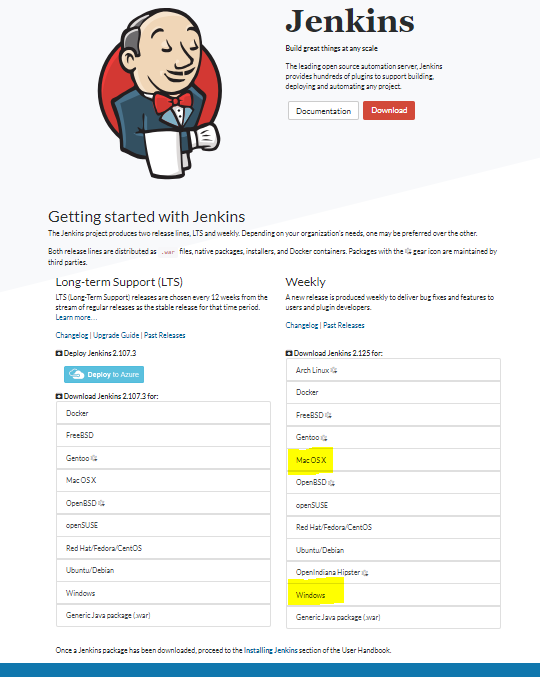 Jenkins
Build great things at any scale
The leading open source automation server, Jenkins
provides hundreds of plugins to support building,
deploying and automating any project.
Documentation
Download
Getting started with Jenkins
The Jenkins project produces two release lines, LTS and weekly. Depending on your organization's needs, one may be preferred over the other.
Both release lines are distributed as .war files, native packages, installers, and Docker containers. Packages with the gear icon are maintained by
third parties.
Long-term Support (LTS)
LTS (Long-Term Support) releases are chosen every 12 weeks from the
stream of regular releases as the stable release for that time period.
Learn more...
Changelog | Upgrade Guide | Past Releases
Deploy Jenkins 2.107.3
Deploy to Azure
Download Jenkins 2.107.3 for:
Docker
FreeBSD
Gentoo
Mac OS X
OpenBSD
openSUSE
Red Hat/Fedora/CentOS
Ubuntu/Debian
Windows
Generic Java package (.war)
Weekly
A new release is produced weekly to deliver bug fixes and features to
users and plugin developers.
Changelog | Past Releases
Download Jenkins 2.125 for:
Arch Linux
Docker
FreeBSD
Gentoo
Mac OS X
OpenBSD
openSUSE
Red Hat/Fedora/CentOS
Ubuntu/Debian
OpenIndiana Hipster
Windows
Generic Java package (.war)
Once a Jenkins package has been downloaded, proceed to the Installing Jenkins section of the User Handbook.